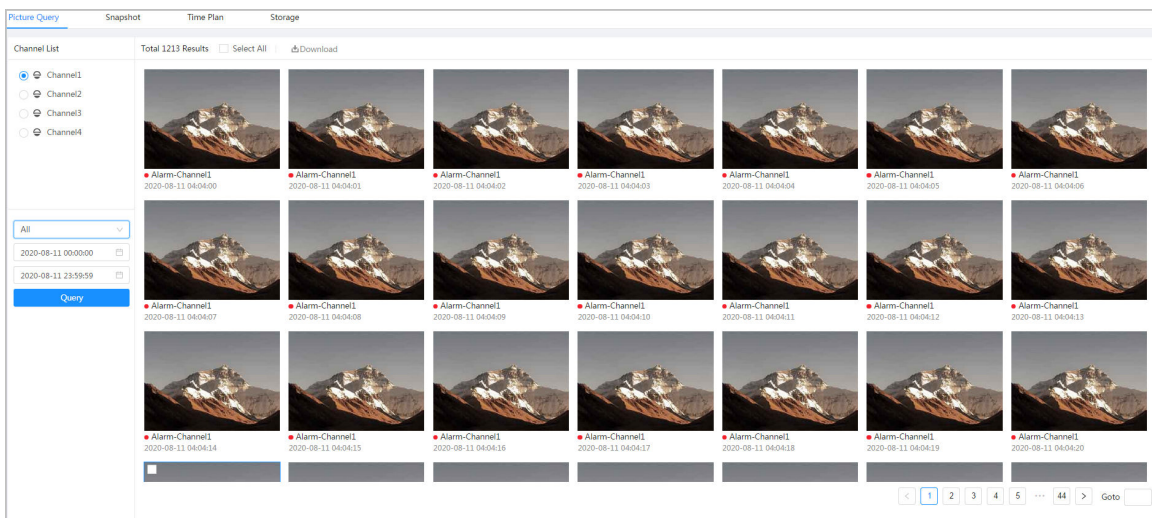 Picture Query Snapshot Time Plan Storage
Channel List Total 1213 Results Select All Download
Channel1
Channel2
Channel3
Channel4
Alarm-Channel1 Alarm-Channel1 Alarm-Channel1 Alarm-Channel1 Alarm-Channel1 Alarm-Channel1 Alarm-Channel1
2020-08-11 04:04:00 2020-08-11 04:04:01 2020-08-11 04:04:02 2020-08-11 04:04:03 2020-08-11 04:04:04 2020-08-11 04:04:05 2020-08-11 04:04:06
All
2020-08-11 00:00:00
2020-08-11 23:59:59
Query
Alarm-Channel1 Alarm-Channel1 Alarm-Channel1 Alarm-Channel1 Alarm-Channel1 Alarm-Channel1 Alarm-Channel1
2020-08-11 04:04:07 2020-08-11 04:04:08 2020-08-11 04:04:09 2020-08-11 04:04:10 2020-08-11 04:04:11 2020-08-11 04:04:12 2020-08-11 04:04:13
Alarm-Channel1 Alarm-Channel1 Alarm-Channel1 Alarm-Channel1 Alarm-Channel1 Alarm-Channel1 Alarm-Channel1
2020-08-11 04:04:14 2020-08-11 04:04:15 2020-08-11 04:04:16 2020-08-11 04:04:17 2020-08-11 04:04:18 2020-08-11 04:04:19 2020-08-11 04:04:20
< 1 2 3 4 5 ••• 44 > Goto